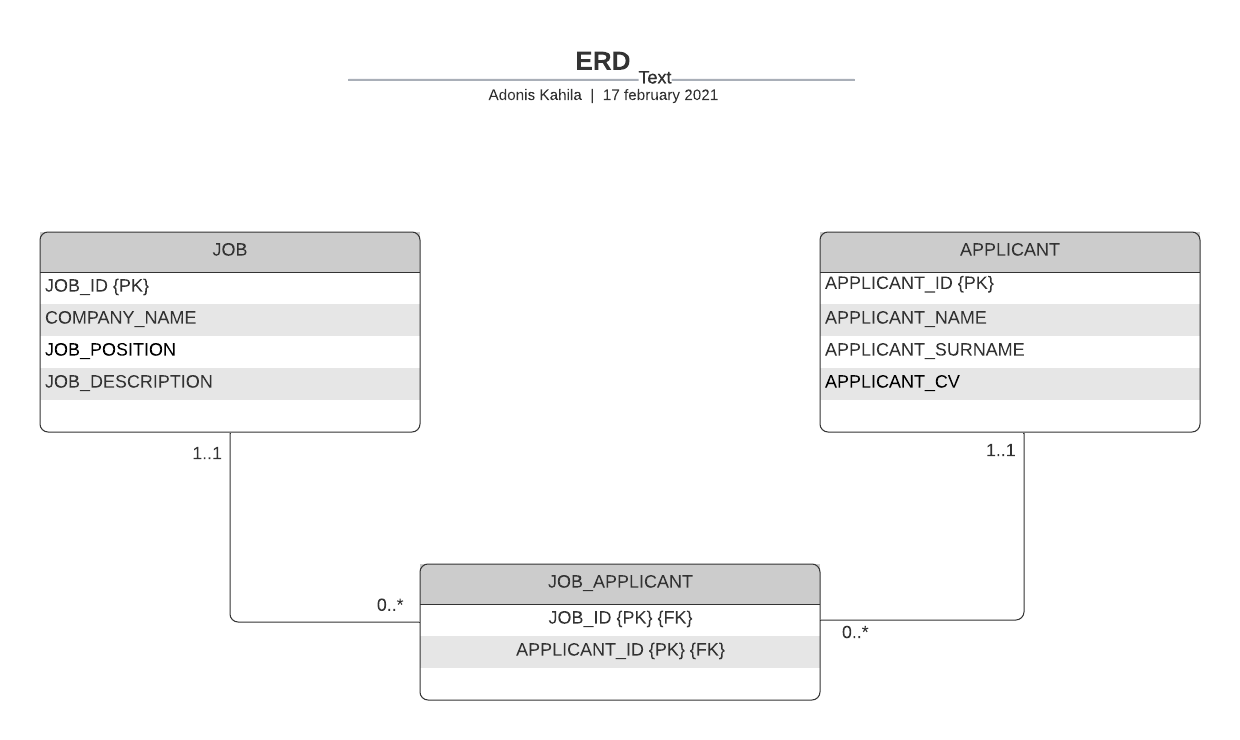 ERD
Text
Adonis Kahila | 17 february 2021
JOB
JOB_ID {PK}
COMPANY_NAME
JOB_POSITION
JOB_DESCRIPTION
1..1
APPLICANT
APPLICANT_ID {PK}
APPLICANT_NAME
APPLICANT_SURNAME
APPLICANT_CV
1..1
0..*
JOB_APPLICANT
JOB_ID {PK} {FK}
APPLICANT_ID {PK} {FK}
0..*